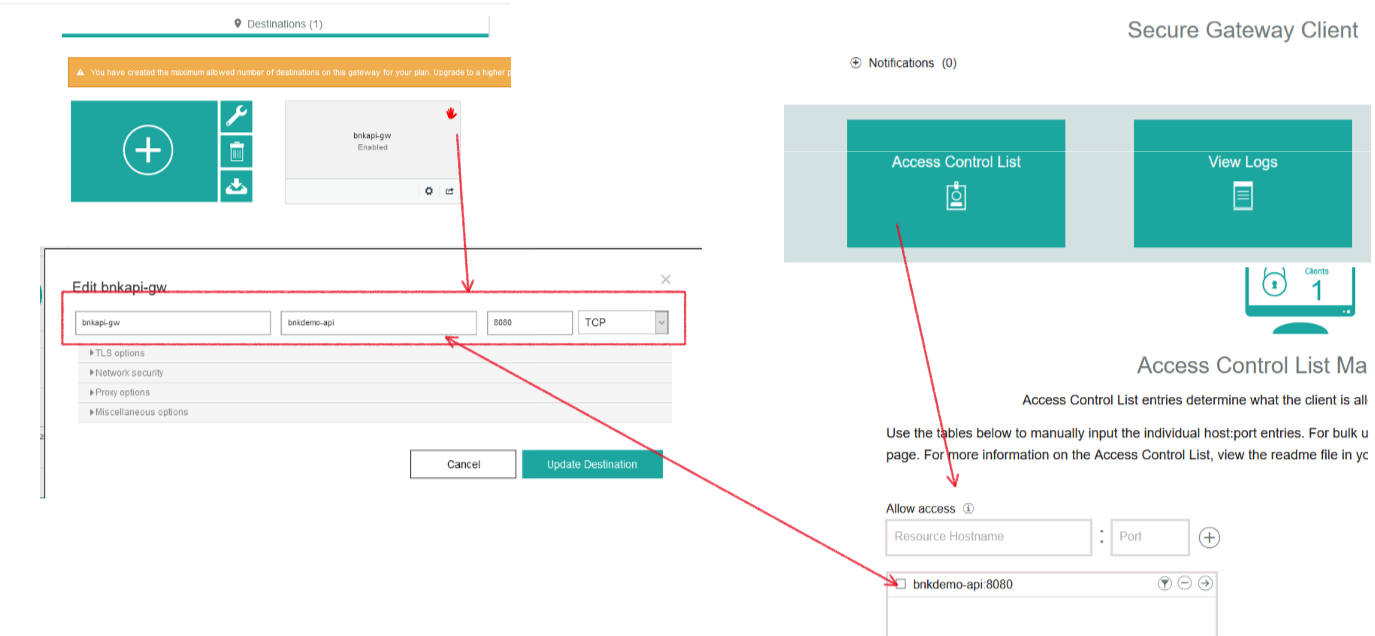 Destinations (1)
You have created the maximum allowed number of destinations on this gateway for your plan. Upgrade to a higher p
bnkapi-gw
Enabled
Edit bnkapi-gw
bnkapi-gw
bnkdemo-api
8080
TCP
TLS options
Network security
Proxy options
Miscellaneous options
Cancel
Update Destination
Secure Gateway Client
Notifications (0)
Access Control List
View Logs
Clients
1
Access Control List Ma
Access Control List entries determine what the client is all
Use the tables below to manually input the individual host:port entries. For bulk u
page. For more information on the Access Control List, view the readme file in yo
Allow access
Resource Hostname : Port
bnkdemo-api:8080